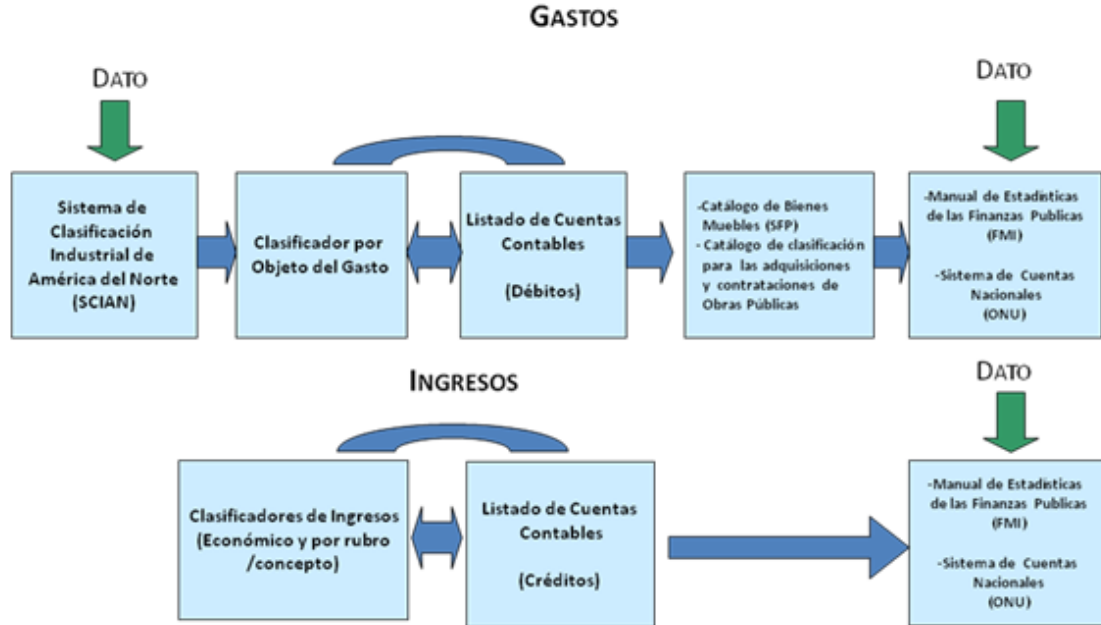 GASTOS
DATO
DATO
Sistema de
Clasificación
Industrial de
América del Norte
(SCIAN)
Clasificador por
Objeto del Gasto
Listado de Cuentas
Contables
(Débitos)
-Catálogo de Bienes
Muebles (SFP)
- Catálogo de clasificación
para las adquisiciones
y contrataciones de
Obras Públicas
-Manual de Estadísticas
de las Finanzas Publicas
(FMI)
-Sistema de Cuentas
Nacionales
(ONU)
INGRESOS
DATO
Clasificadores de Ingresos
(Económico y por rubro
/concepto)
Listado de Cuentas
Contables
(Créditos)
-Manual de Estadísticas
de las Finanzas Publicas
(FMI)
-Sistema de Cuentas
Nacionales
(ONU)